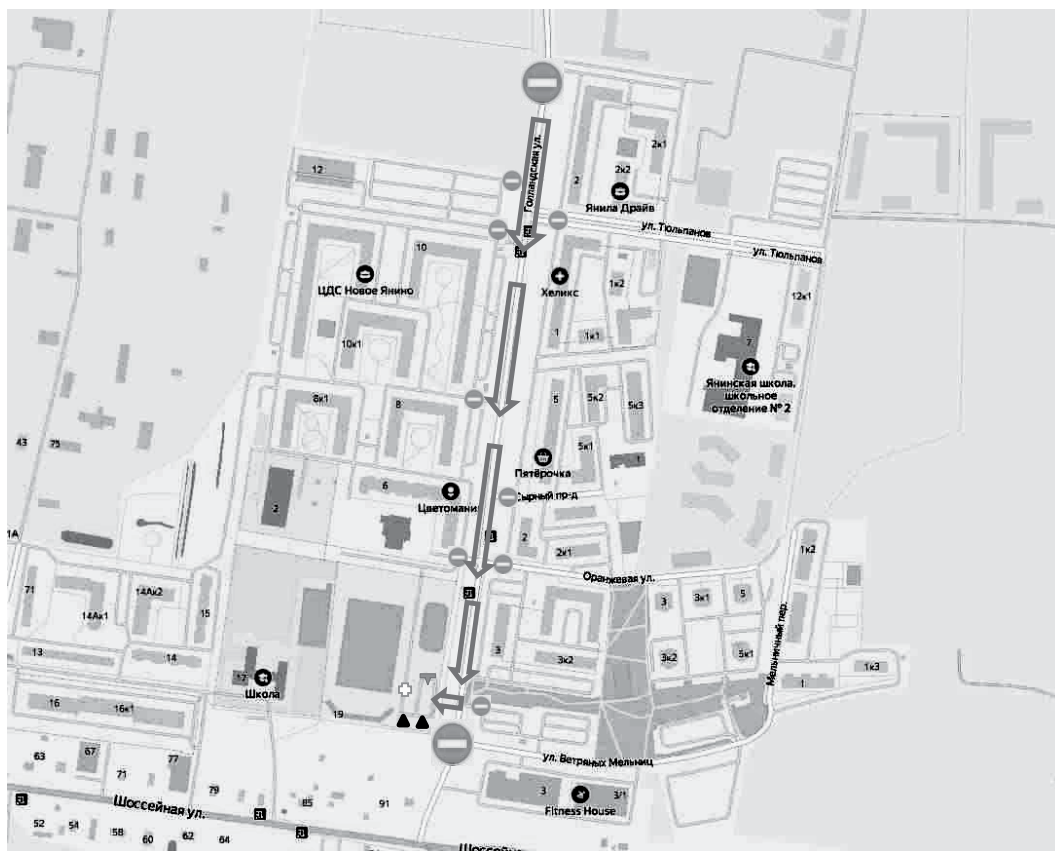 Голландская ул.
12
2
2к1
2к2
Янила Драйв
ул. Тюльпанов
ул. Тюльпанов
10
ЦДС Новое Янино
Хеликс
1к2
12к1
10к1
1
1к1
7
Янинская школа,
школьное
отделение № 2
8к1
8
5
5к2
5к3
43
75
5к1
1
Пятёрочка
6
Цветомания
Сырный пр-д
2
1А
2
2к1
1к2
Оранжевая ул.
71
14Ак2
14Ак1
15
3
3к1
5
Мельничный пер.
13
14
3
3к2
3к2
5к1
1к3
12
Школа
1
16
16к1
19
63
67
77
71
79
85
91
ул. Ветряных Мельниц
3
3/1
Fitness House
Шоссейная ул.
52
54
58
60
62
64